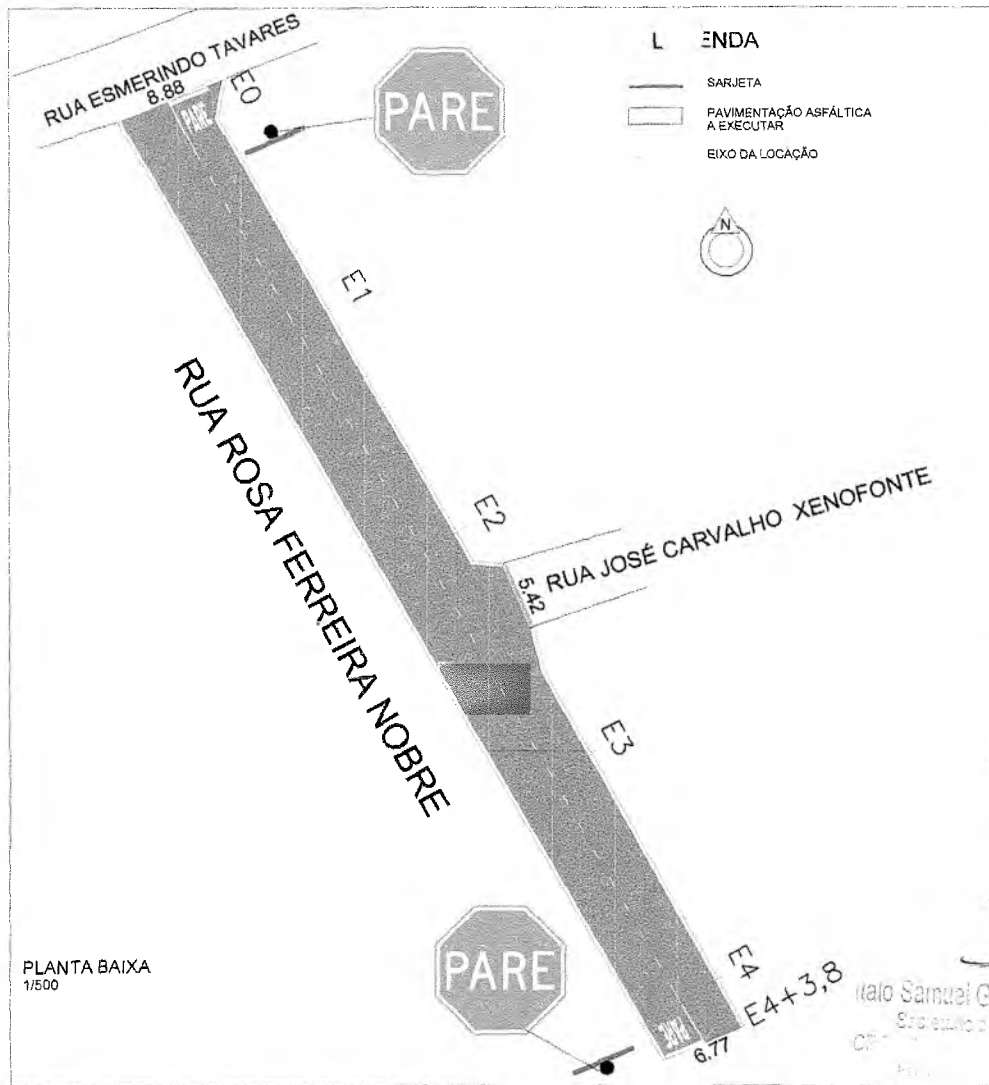 RUA ESMERINDO TAVARES
8.88
PARE
E0
PARE
L ENDA
SARJETA
PAVIMENTAÇÃO ASFÁLTICA
A EXECUTAR
EIXO DA LOCAÇÃO
N
E1
RUA ROSA FERREIRA NOBRE
E2
RUA JOSÉ CARVALHO XENOFONTE
5.42
E3
PLANTA BAIXA
1/500
PARE
E4
E4+3,8
PARE
6.77
Italo Samuel G